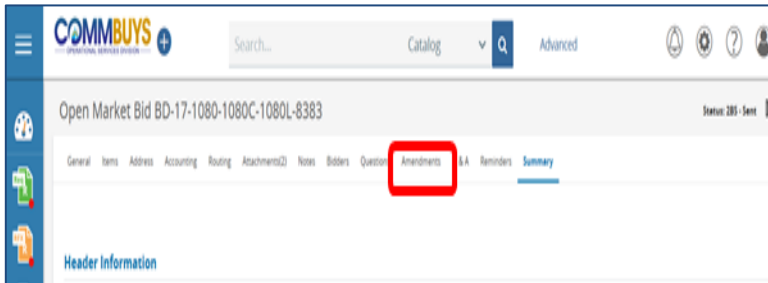 COMMBUYS
OPERATIONAL SERVICES DIVISION
Search... Catalog Advanced
Open Market Bid BD-17-1080-1080C-1080L-8383 Status: 2BS - Sent
General Items Address Accounting Routing Attachments(2) Notes Bidders Question Amendments & A Reminders Summary
Header Information